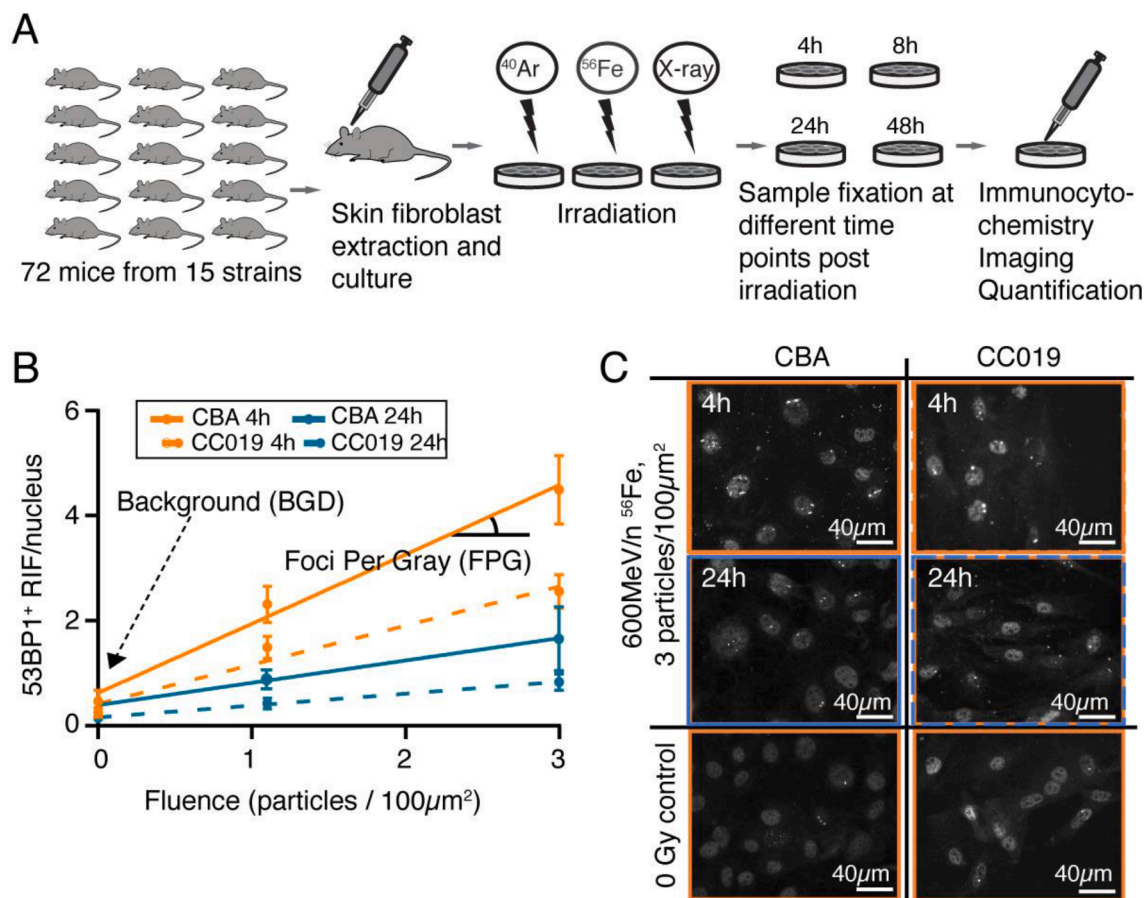 A
72 mice from 15 strains
Skin fibroblast
extraction and
culture
⁴⁰Ar
⁵⁶Fe
X-ray
Irradiation
4h
8h
24h
48h
Sample fixation at
different time
points post
irradiation
Immunocyto-
chemistry
Imaging
Quantification
B
53BP1⁺ RIF/nucleus
6
4
2
0
CBA 4h
CBA 24h
CC019 4h
CC019 24h
Background (BGD)
Foci Per Gray (FPG)
0
1
2
3
Fluence (particles / 100µm²)
C
CBA
CC019
600MeV/n ⁵⁶Fe,
3 particles/100µm²
4h
40µm
4h
40µm
24h
40µm
24h
40µm
0 Gy control
40µm
40µm